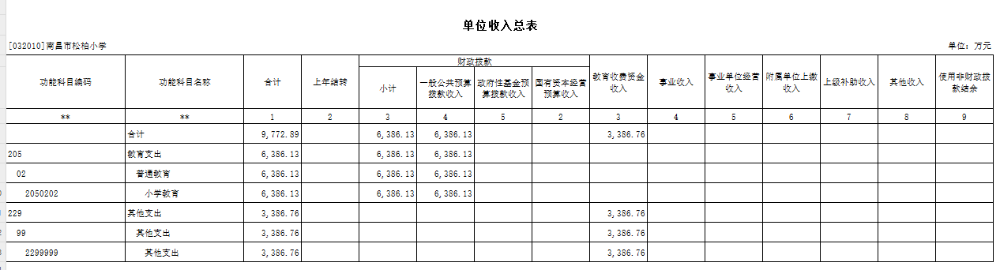 单位收入总表
[032010]南昌市松柏小学 单位：万元
功能科目编码 功能科目名称 合计 上年结转 财政拨款 教育收费资金收入 事业收入 事业单位经营收入 附属单位上缴收入 上级补助收入 其他收入 使用非财政拨款结余
小计 一般公共预算拨款收入 政府性基金预算拨款收入 国有资本经营预算收入
** ** 1 2 3 4 5 2 3 4 5 6 7 8 9
合计 9,772.89 6,386.13 6,386.13 3,386.76
205 教育支出 6,386.13 6,386.13 6,386.13
02 普通教育 6,386.13 6,386.13 6,386.13
2050202 小学教育 6,386.13 6,386.13 6,386.13
229 其他支出 3,386.76 3,386.76
99 其他支出 3,386.76 3,386.76
2299999 其他支出 3,386.76 3,386.76